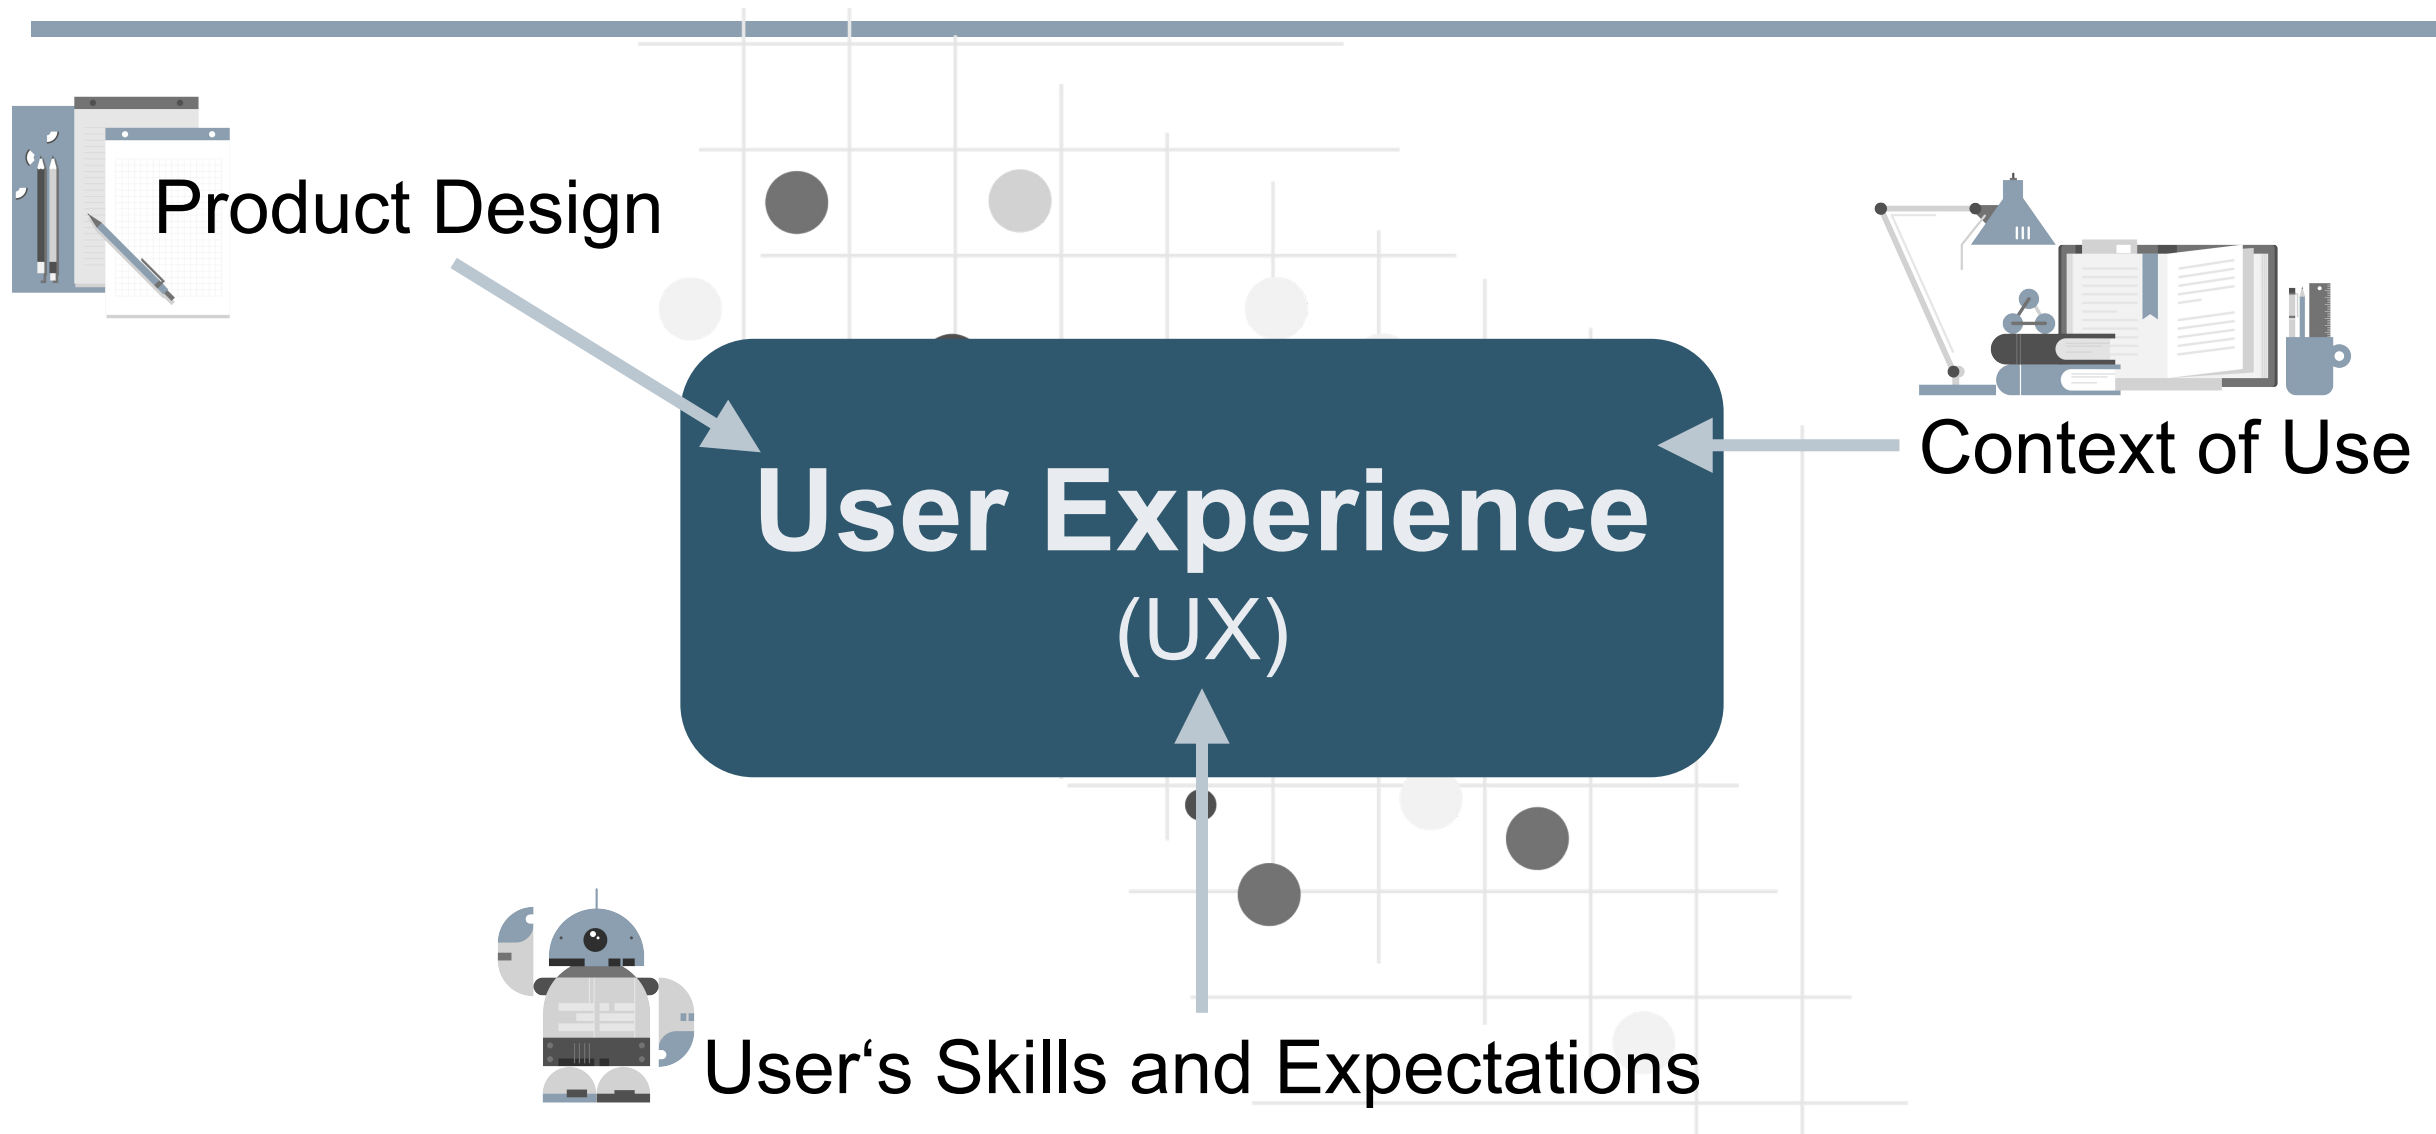 Product Design
Context of Use
User Experience
(UX)
User‘s Skills and Expectations